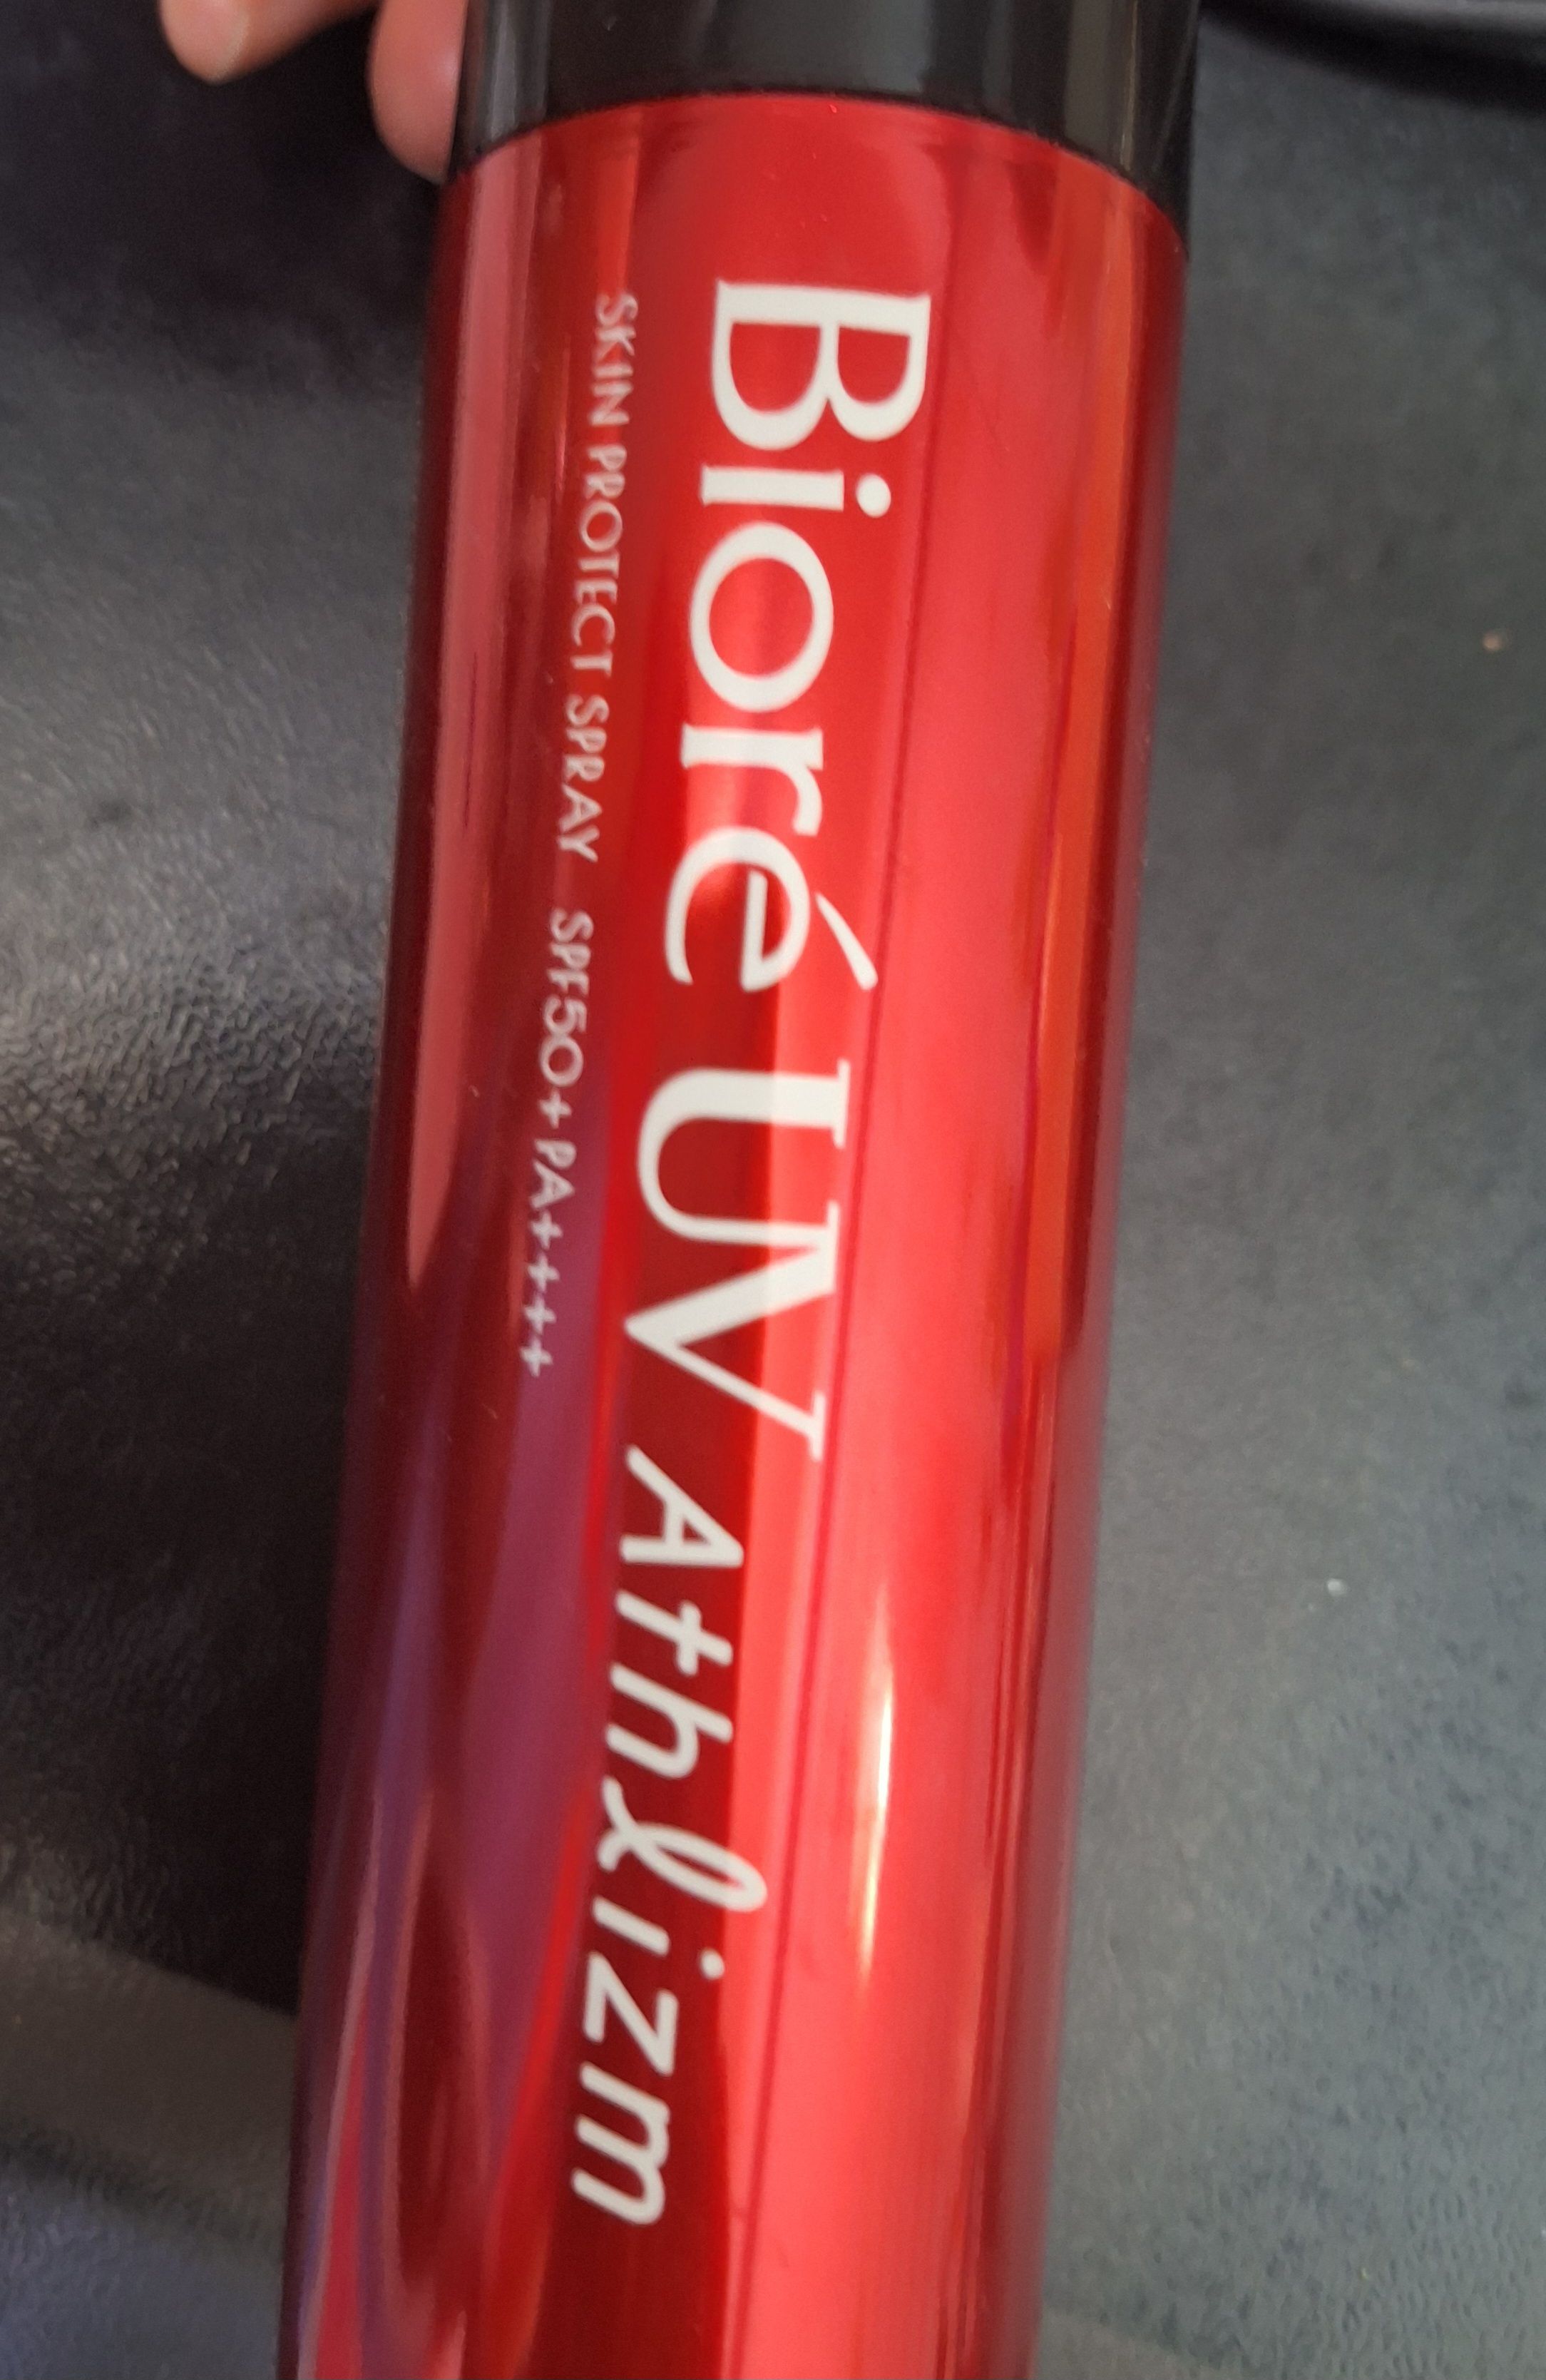 Bioré UV Athlizm
SKIN PROTECT SPRAY SPF50+ PA++++